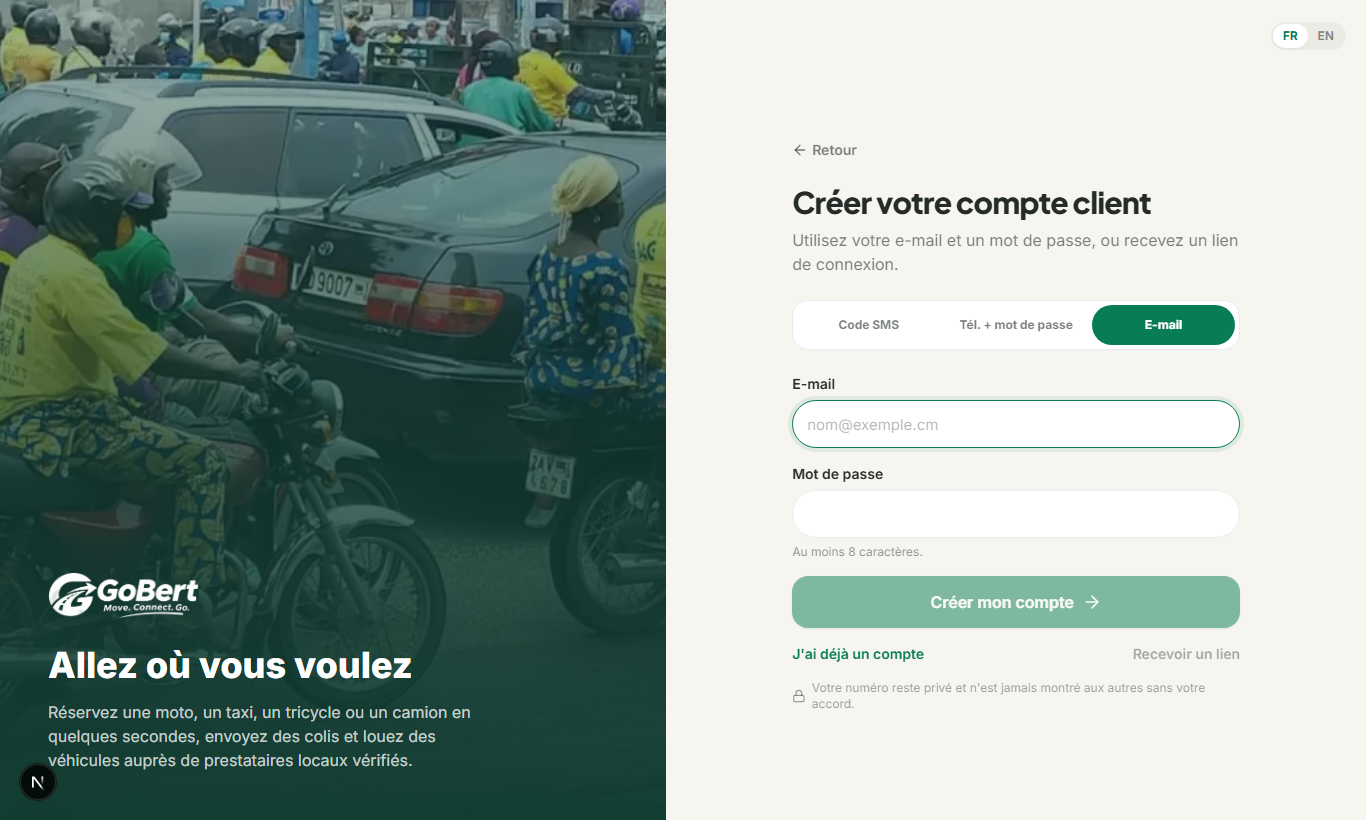 FR EN
Retour
Créer votre compte client
Utilisez votre e-mail et un mot de passe, ou recevez un lien
de connexion.
Code SMS
Tél. + mot de passe
E-mail
E-mail
nom@exemple.cm
Mot de passe
Au moins 8 caractères.
Créer mon compte
J'ai déjà un compte
Recevoir un lien
Votre numéro reste privé et n'est jamais montré aux autres sans votre
accord.
9007
GoBert
Move. Connect. Go.
Allez où vous voulez
Réservez une moto, un taxi, un tricycle ou un camion en
quelques secondes, envoyez des colis et louez des
véhicules auprès de prestataires locaux vérifiés.
N